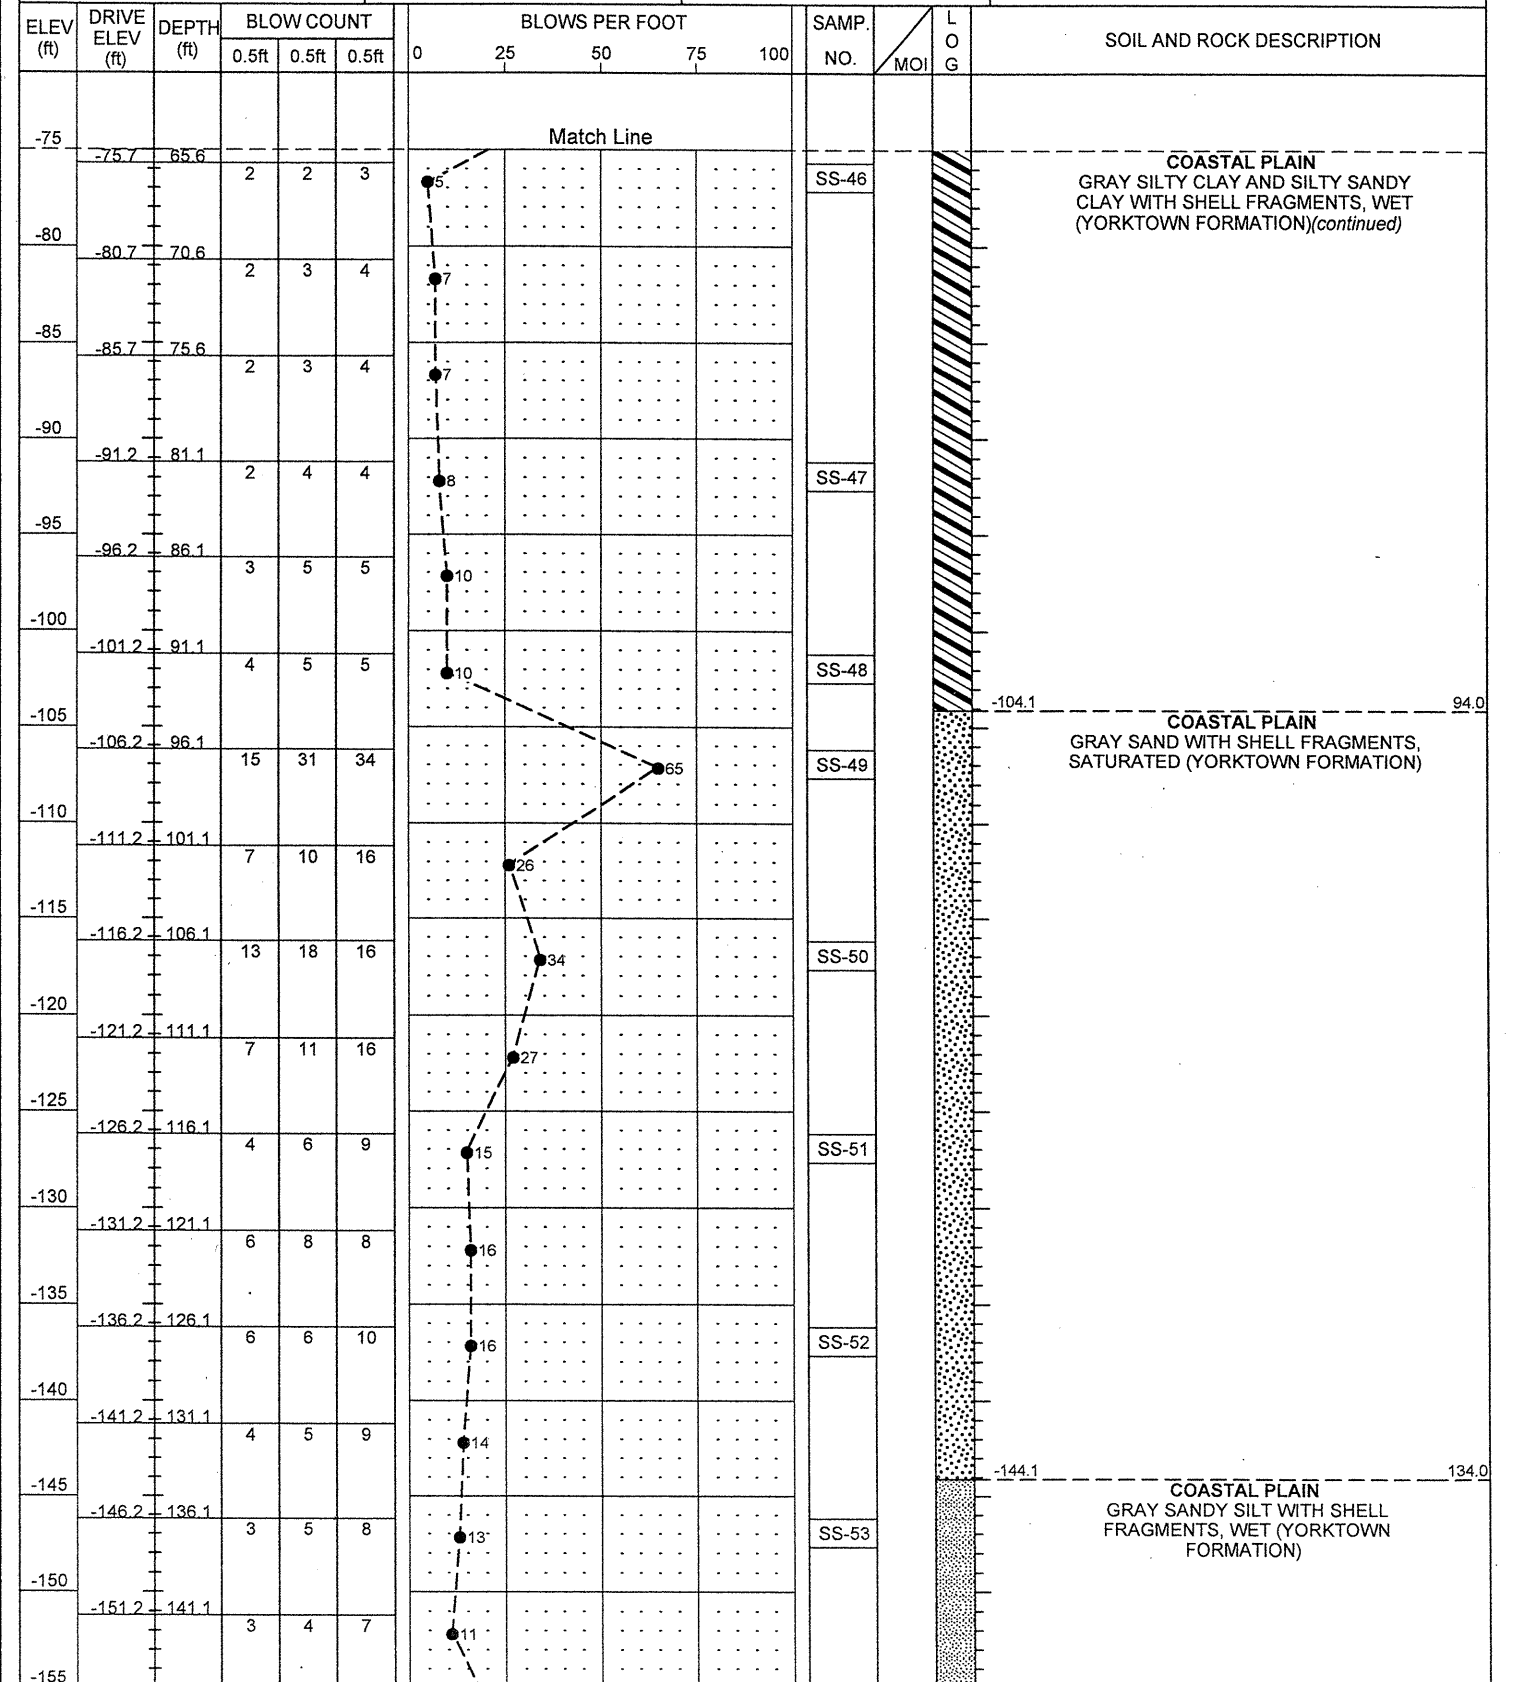 ELEV (ft) DRIVE ELEV (ft) DEPTH (ft) BLOW COUNT BLOWS PER FOOT SAMP. NO. MOI LOG SOIL AND ROCK DESCRIPTION
0.5ft 0.5ft 0.5ft 0 25 50 75 100
Match Line
-75
-75.7 65.6
COASTAL PLAIN
2 2 3 5 SS-46
GRAY SILTY CLAY AND SILTY SANDY
CLAY WITH SHELL FRAGMENTS, WET
(YORKTOWN FORMATION)(continued)
-80
-80.7 70.6
2 3 4 7
-85
-85.7 75.6
2 3 4 7
-90
-91.2 81.1
2 4 4 8 SS-47
-95
-96.2 86.1
3 5 5 10
-100
-101.2 91.1
4 5 5 10 SS-48
-104.1 94.0
-105
COASTAL PLAIN
GRAY SAND WITH SHELL FRAGMENTS,
SATURATED (YORKTOWN FORMATION)
-106.2 96.1
15 31 34 65 SS-49
-110
-111.2 101.1
7 10 16 26
-115
-116.2 106.1
13 18 16 34 SS-50
-120
-121.2 111.1
7 11 16 27
-125
-126.2 116.1
4 6 9 15 SS-51
-130
-131.2 121.1
6 8 8 16
-135
-136.2 126.1
6 6 10 16 SS-52
-140
-141.2 131.1
4 5 9 14
-144.1 134.0
-145
COASTAL PLAIN
GRAY SANDY SILT WITH SHELL
FRAGMENTS, WET (YORKTOWN
FORMATION)
-146.2 136.1
3 5 8 13 SS-53
-150
-151.2 141.1
3 4 7 11
-155